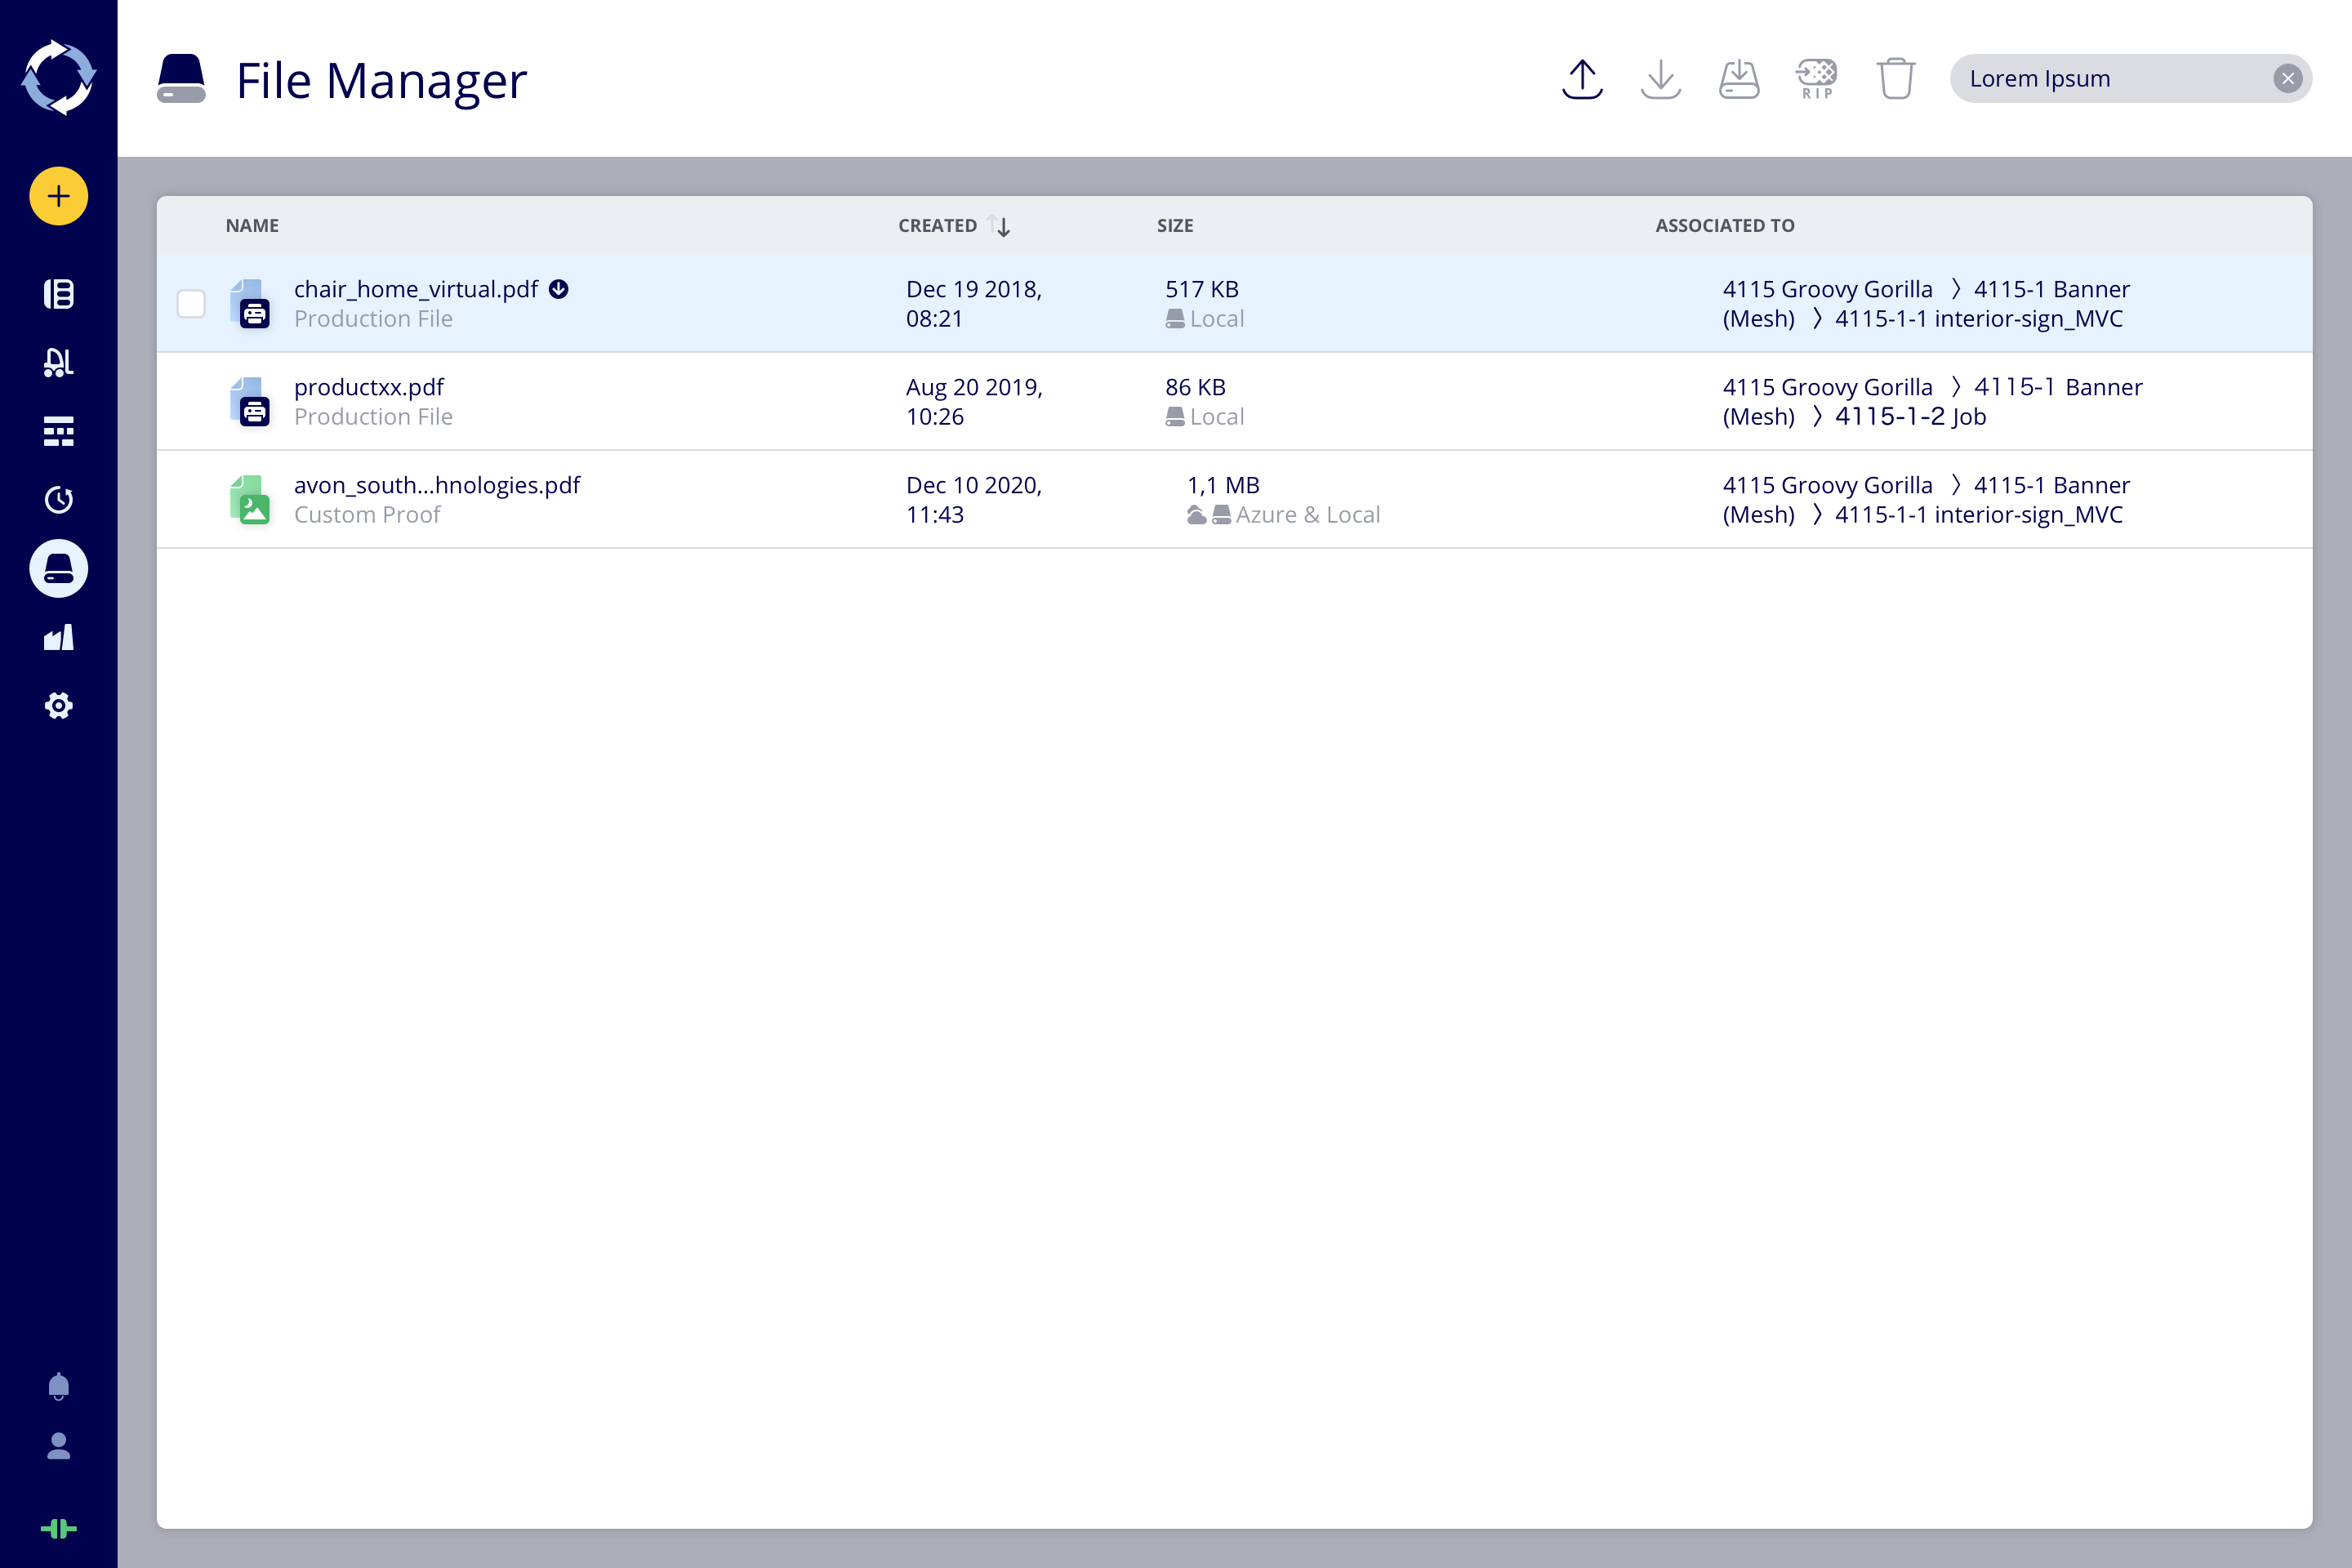 File Manager
RIP
Lorem Ipsum
NAME
CREATED
SIZE
ASSOCIATED TO
chair_home_virtual.pdf
Production File
Dec 19 2018,
08:21
517 KB
Local
4115 Groovy Gorilla 〉 4115-1 Banner
(Mesh) 〉 4115-1-1 interior-sign_MVC
productxx.pdf
Production File
Aug 20 2019,
10:26
86 KB
Local
4115 Groovy Gorilla 〉 4115-1 Banner
(Mesh) 〉 4115-1-2 Job
avon_south...hnologies.pdf
Custom Proof
Dec 10 2020,
11:43
1,1 MB
Azure & Local
4115 Groovy Gorilla 〉 4115-1 Banner
(Mesh) 〉 4115-1-1 interior-sign_MVC